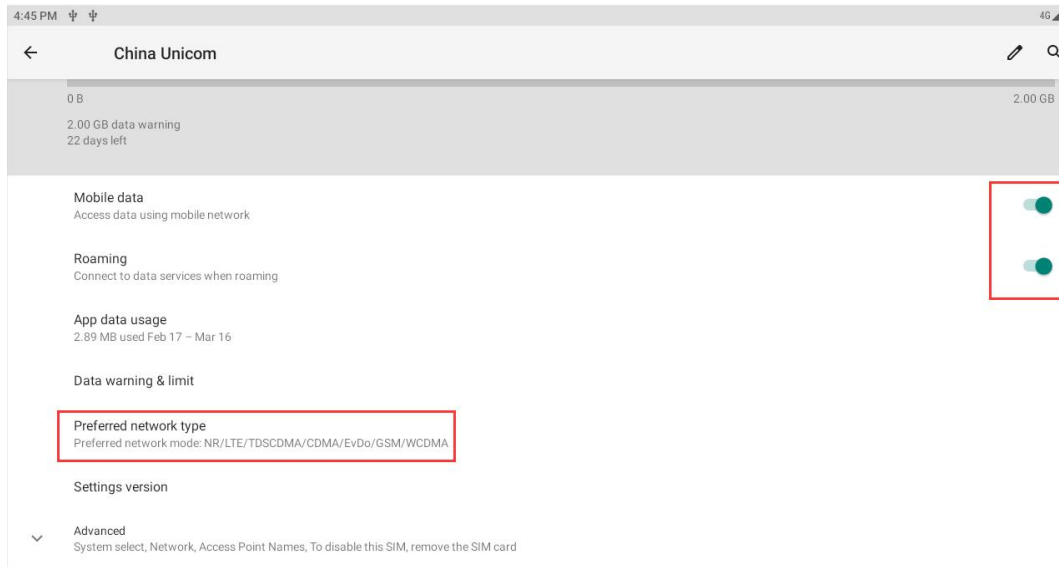 4:45 PM 4G
China Unicom
0 B 2.00 GB
2.00 GB data warning
22 days left
Mobile data
Access data using mobile network
Roaming
Connect to data services when roaming
App data usage
2.89 MB used Feb 17 – Mar 16
Data warning & limit
Preferred network type
Preferred network mode: NR/LTE/TDSCDMA/CDMA/EvDo/GSM/WCDMA
Settings version
Advanced
System select, Network, Access Point Names, To disable this SIM, remove the SIM card